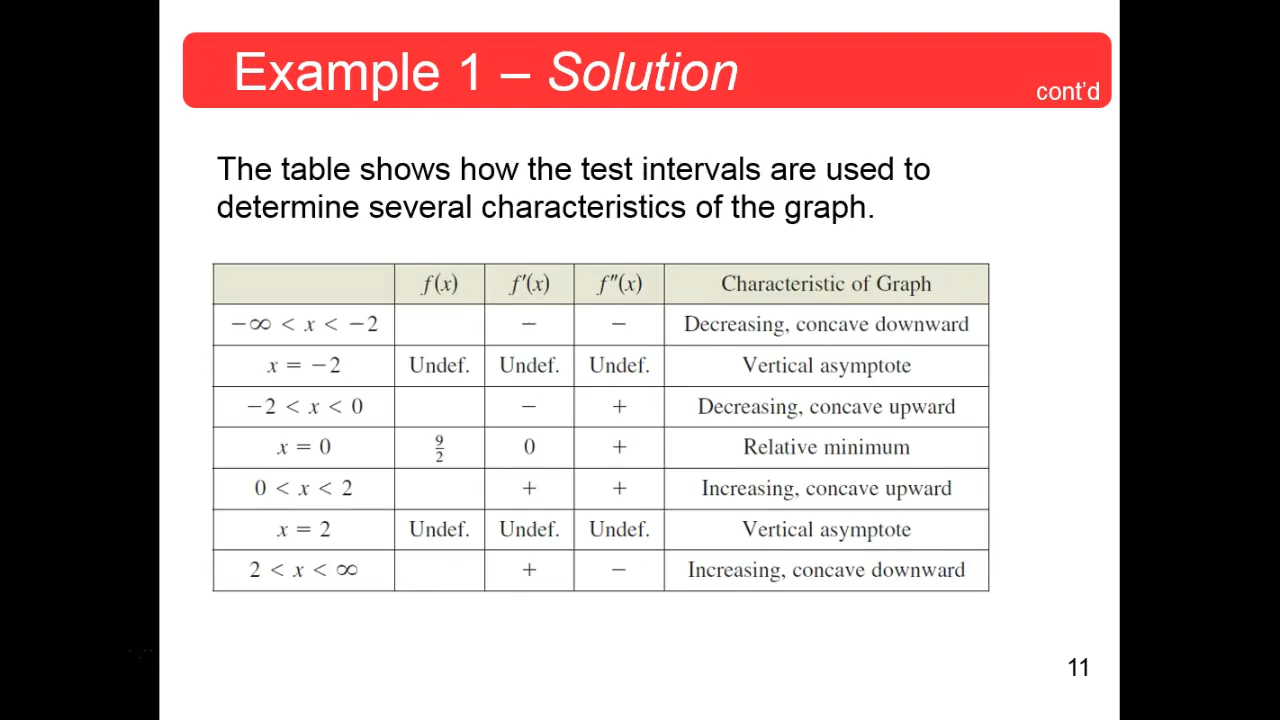 Example 1 – Solution
cont'd
The table shows how the test intervals are used to
determine several characteristics of the graph.
f(x) f′(x) f″(x) Characteristic of Graph
−∞ < x < −2 − − Decreasing, concave downward
x = −2 Undef. Undef. Undef. Vertical asymptote
−2 < x < 0 − + Decreasing, concave upward
x = 0 9/2 0 + Relative minimum
0 < x < 2 + + Increasing, concave upward
x = 2 Undef. Undef. Undef. Vertical asymptote
2 < x < ∞ + − Increasing, concave downward
11